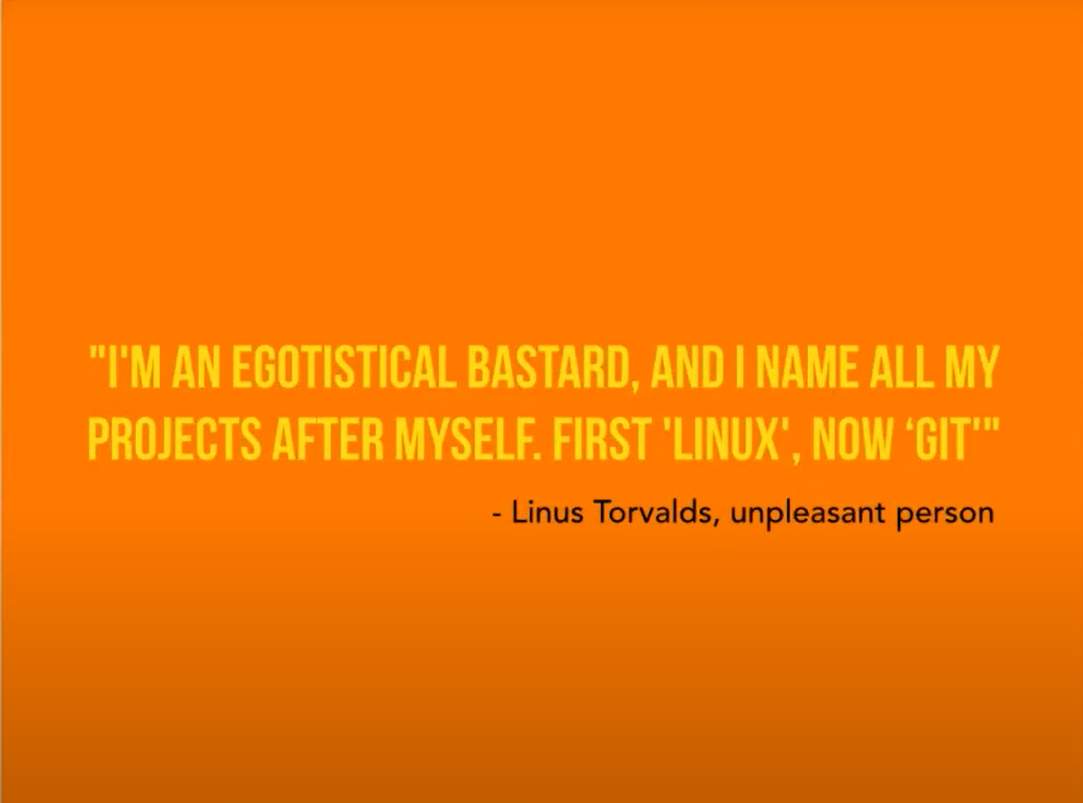 "I'M AN EGOTISTICAL BASTARD, AND I NAME ALL MY
PROJECTS AFTER MYSELF. FIRST 'LINUX', NOW ‘GIT'"
- Linus Torvalds, unpleasant person